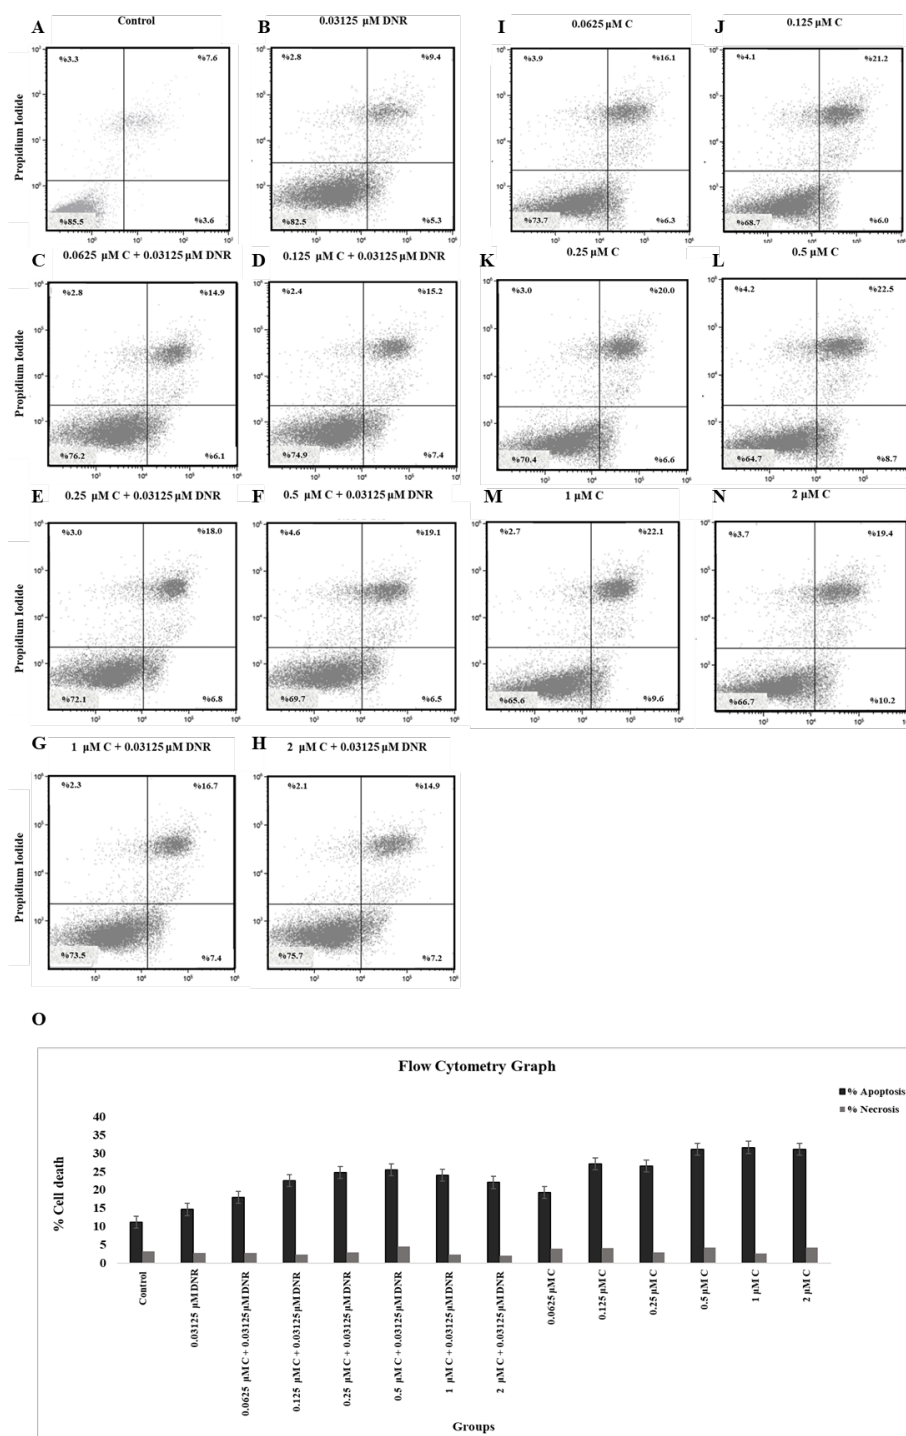 A
Control
Propidium Iodide
%3.3
%7.6
%85.5
%3.6
B
0.03125 μM DNR
%2.8
%9.4
%82.5
%5.3
I
0.0625 μM C
%3.9
%16.1
%73.7
%6.3
J
0.125 μM C
%4.1
%21.2
%68.7
%6.0
C
0.0625 μM C + 0.03125 μM DNR
Propidium Iodide
%2.8
%14.9
%76.2
%6.1
D
0.125 μM C + 0.03125 μM DNR
%2.4
%15.2
%74.9
%7.4
K
0.25 μM C
%3.0
%20.0
%70.4
%6.6
L
0.5 μM C
%4.2
%22.5
%64.7
%8.7
E
0.25 μM C + 0.03125 μM DNR
Propidium Iodide
%3.0
%18.0
%72.1
%6.8
F
0.5 μM C + 0.03125 μM DNR
%4.6
%19.1
%69.7
%6.5
M
1 μM C
%2.7
%22.1
%65.6
%9.6
N
2 μM C
%3.7
%19.4
%66.7
%10.2
G
1 μM C + 0.03125 μM DNR
Propidium Iodide
%2.3
%16.7
%73.5
%7.4
H
2 μM C + 0.03125 μM DNR
%2.1
%14.9
%75.7
%7.2
O
Flow Cytometry Graph
% Apoptosis
% Necrosis
% Cell death
40
35
30
25
20
15
10
5
0
Control
0.03125 μM DNR
0.0625 μM C + 0.03125 μM DNR
0.125 μM C + 0.03125 μM DNR
0.25 μM C + 0.03125 μM DNR
0.5 μM C + 0.03125 μM DNR
1 μM C + 0.03125 μM DNR
2 μM C + 0.03125 μM DNR
0.0625 μM C
0.125 μM C
0.25 μM C
0.5 μM C
1 μM C
2 μM C
Groups